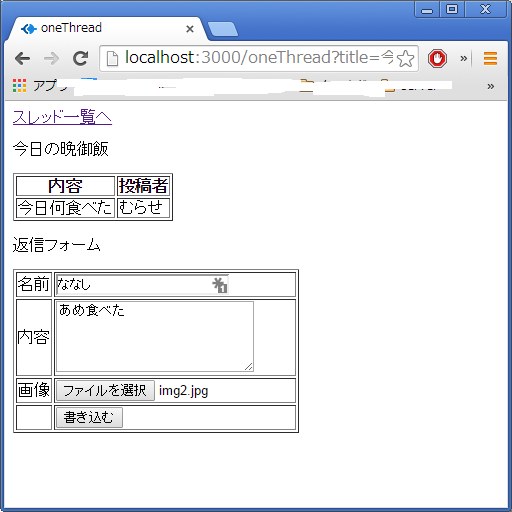 oneThread
localhost:3000/oneThread?title=今
アプリ
スレッド一覧へ
今日の晩御飯
内容 投稿者
今日何食べた むらせ
返信フォーム
名前 ななし 1
内容 あめ食べた
画像 ファイルを選択 img2.jpg
書き込む